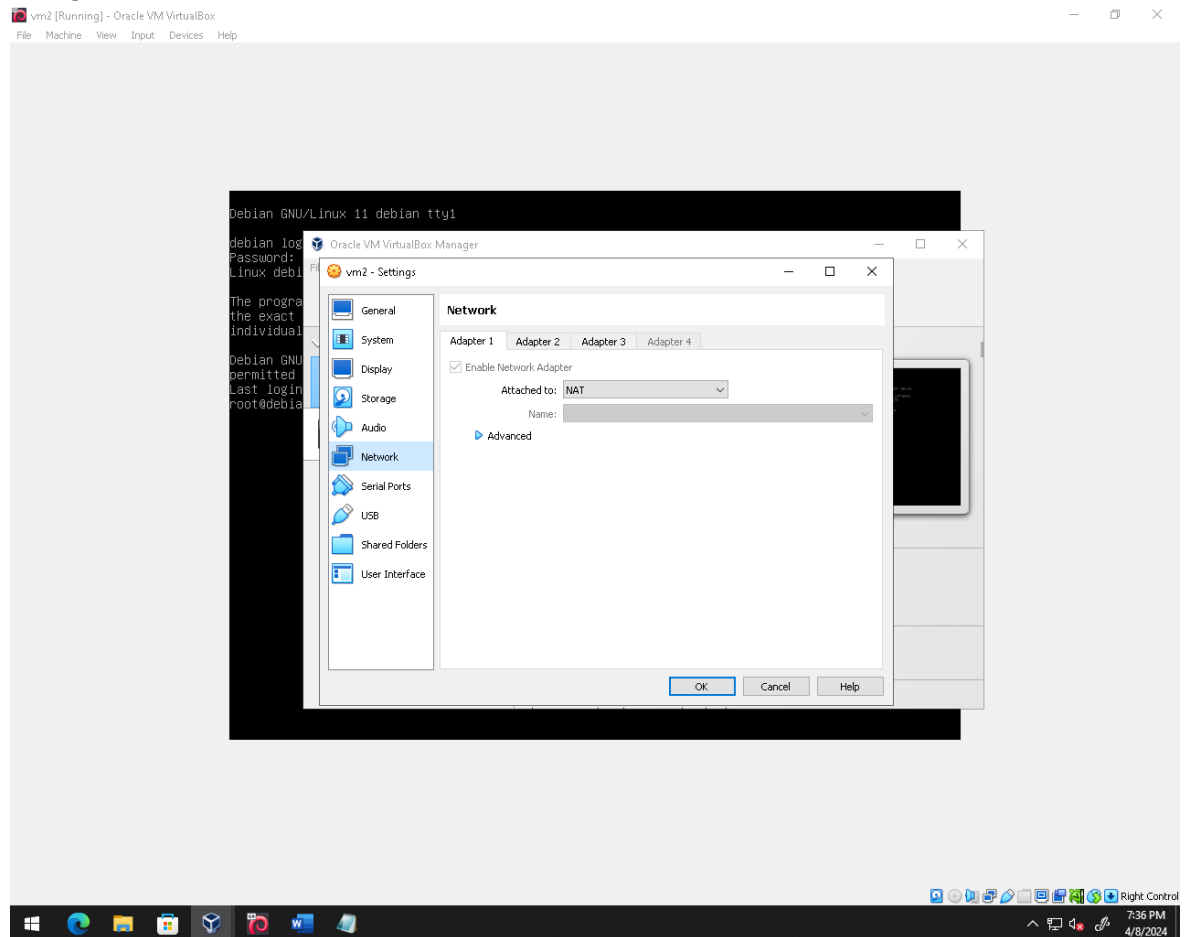 vm2 [Running] - Oracle VM VirtualBox
File Machine View Input Devices Help
Debian GNU/Linux 11 debian tty1
debian log
Password:
Linux debi
The progra
the exact
individual
Debian GNU
permitted
Last login
root@debia
Oracle VM VirtualBox Manager
Fi
vm2 - Settings
General
System
Display
Storage
Audio
Network
Serial Ports
USB
Shared Folders
User Interface
Network
Adapter 1 Adapter 2 Adapter 3 Adapter 4
Enable Network Adapter
Attached to: NAT
Name:
Advanced
OK Cancel Help
Right Control
7:36 PM
4/8/2024